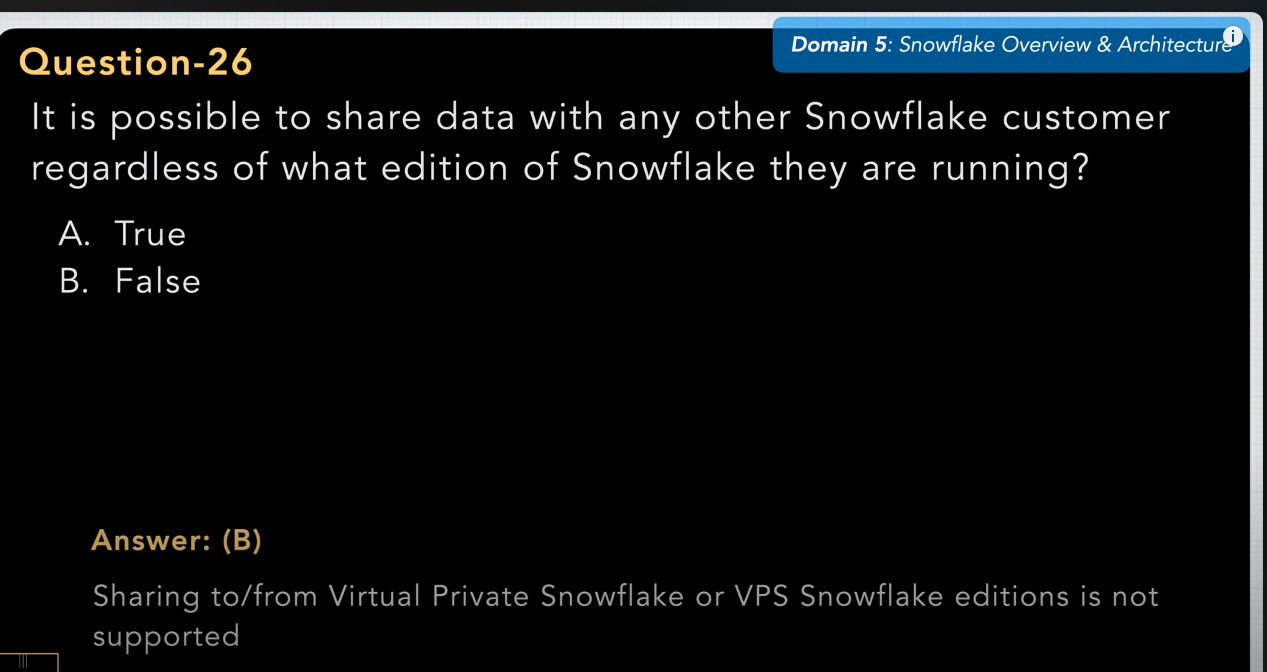 Question-26
Domain 5: Snowflake Overview & Architecture
i
It is possible to share data with any other Snowflake customer
regardless of what edition of Snowflake they are running?
A. True
B. False
Answer: (B)
Sharing to/from Virtual Private Snowflake or VPS Snowflake editions is not
supported